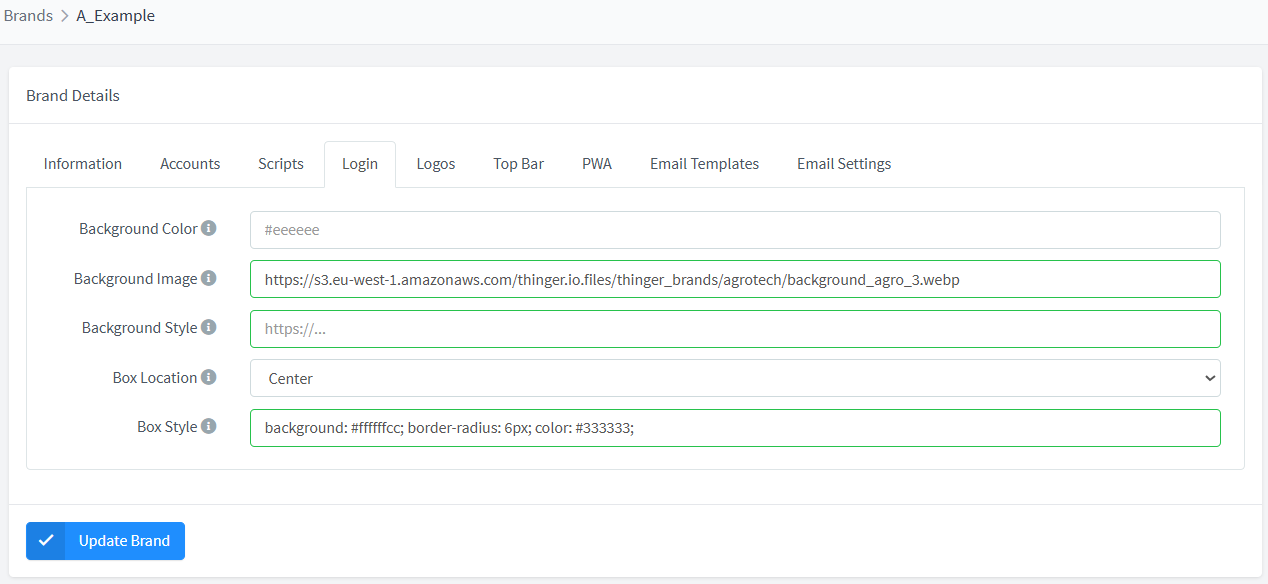 Brands > A_Example
Brand Details
Information Accounts Scripts Login Logos Top Bar PWA Email Templates Email Settings
Background Color #eeeeee
Background Image https://s3.eu-west-1.amazonaws.com/thinger.io.files/thinger_brands/agrotech/background_agro_3.webp
Background Style https://...
Box Location Center
Box Style background: #ffffffcc; border-radius: 6px; color: #333333;
Update Brand